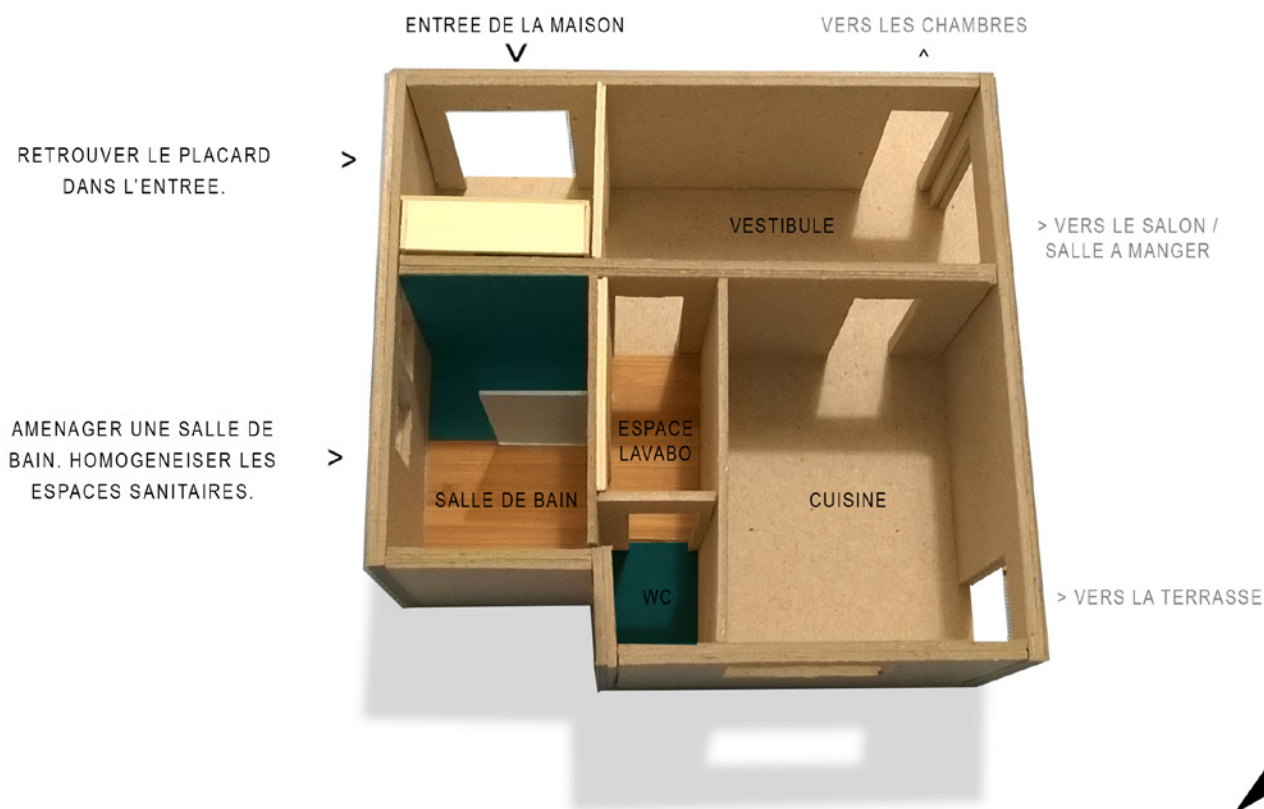 ENTREE DE LA MAISON
VERS LES CHAMBRES
RETROUVER LE PLACARD
DANS L'ENTREE.
VESTIBULE
> VERS LE SALON /
SALLE A MANGER
AMENAGER UNE SALLE DE
BAIN. HOMOGENEISER LES
ESPACES SANITAIRES.
ESPACE
LAVABO
SALLE DE BAIN
CUISINE
WC
> VERS LA TERRASSE